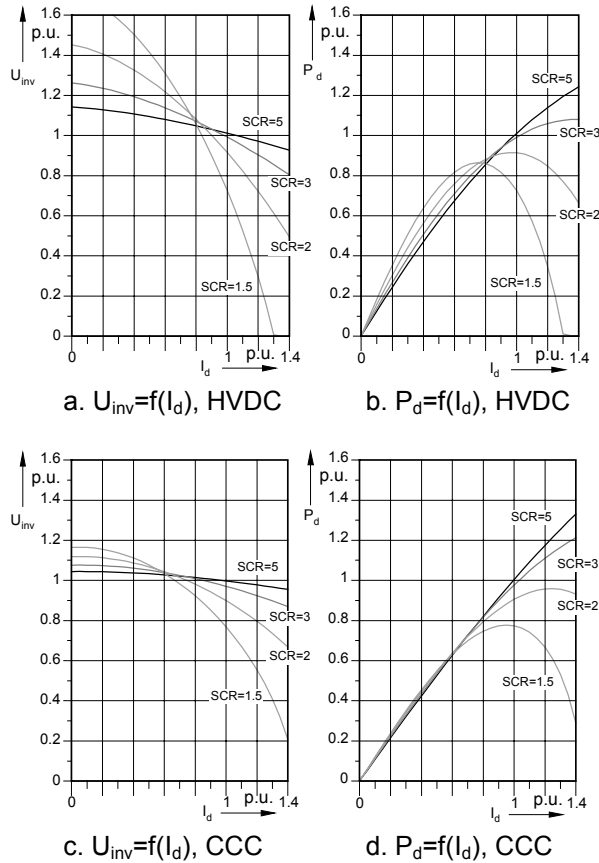 1.6
p.u.
U_inv
1.4
1.2
1
0.8
0.6
0.4
0.2
0
SCR=5
SCR=3
SCR=2
SCR=1.5
0
1
p.u.
1.4
I_d
a. U_inv=f(I_d), HVDC
1.6
p.u.
P_d
1.4
1.2
1
0.8
0.6
0.4
0.2
0
SCR=5
SCR=3
SCR=2
SCR=1.5
0
1
p.u.
1.4
I_d
b. P_d=f(I_d), HVDC
1.6
p.u.
U_inv
1.4
1.2
1
0.8
0.6
0.4
0.2
0
SCR=5
SCR=3
SCR=2
SCR=1.5
0
1
p.u.
1.4
I_d
c. U_inv=f(I_d), CCC
1.6
p.u.
P_d
1.4
1.2
1
0.8
0.6
0.4
0.2
0
SCR=5
SCR=3
SCR=2
SCR=1.5
0
1
p.u.
1.4
I_d
d. P_d=f(I_d), CCC